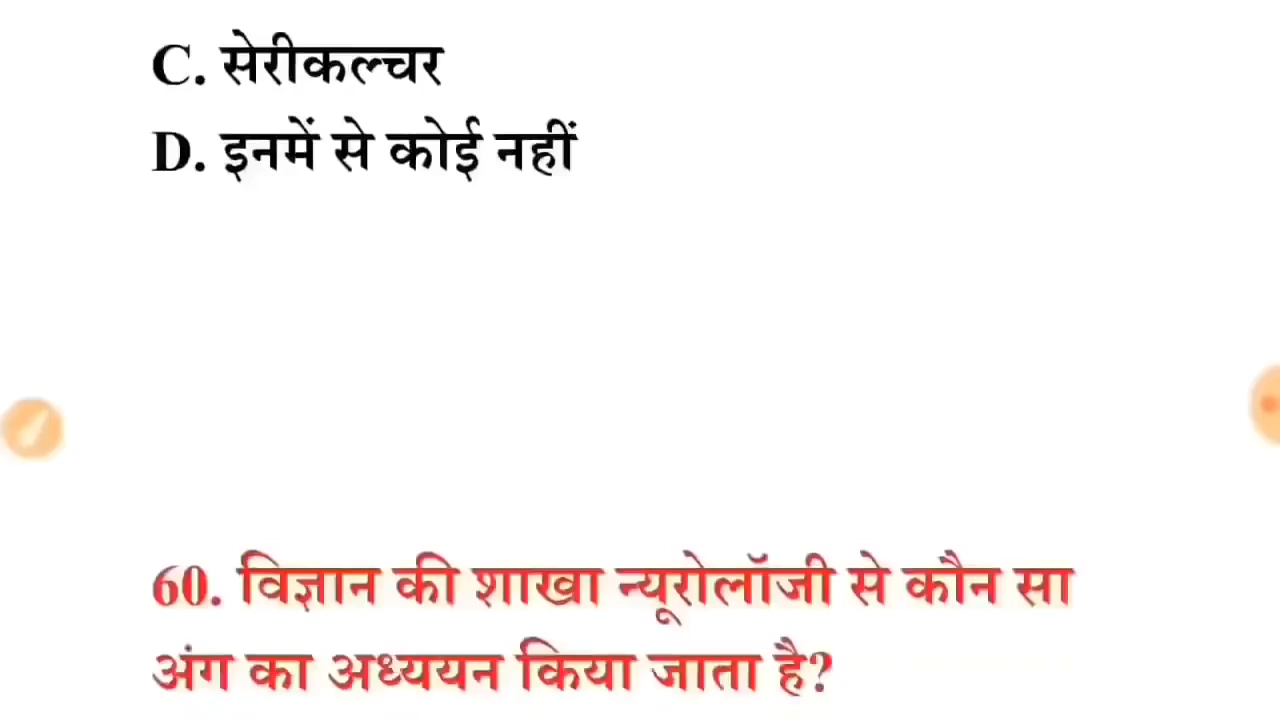 C. सेरीकल्चर
D. इनमें से कोई नहीं
60. विज्ञान की शाखा न्यूरोलॉजी से कौन सा
अंग का अध्ययन किया जाता है?